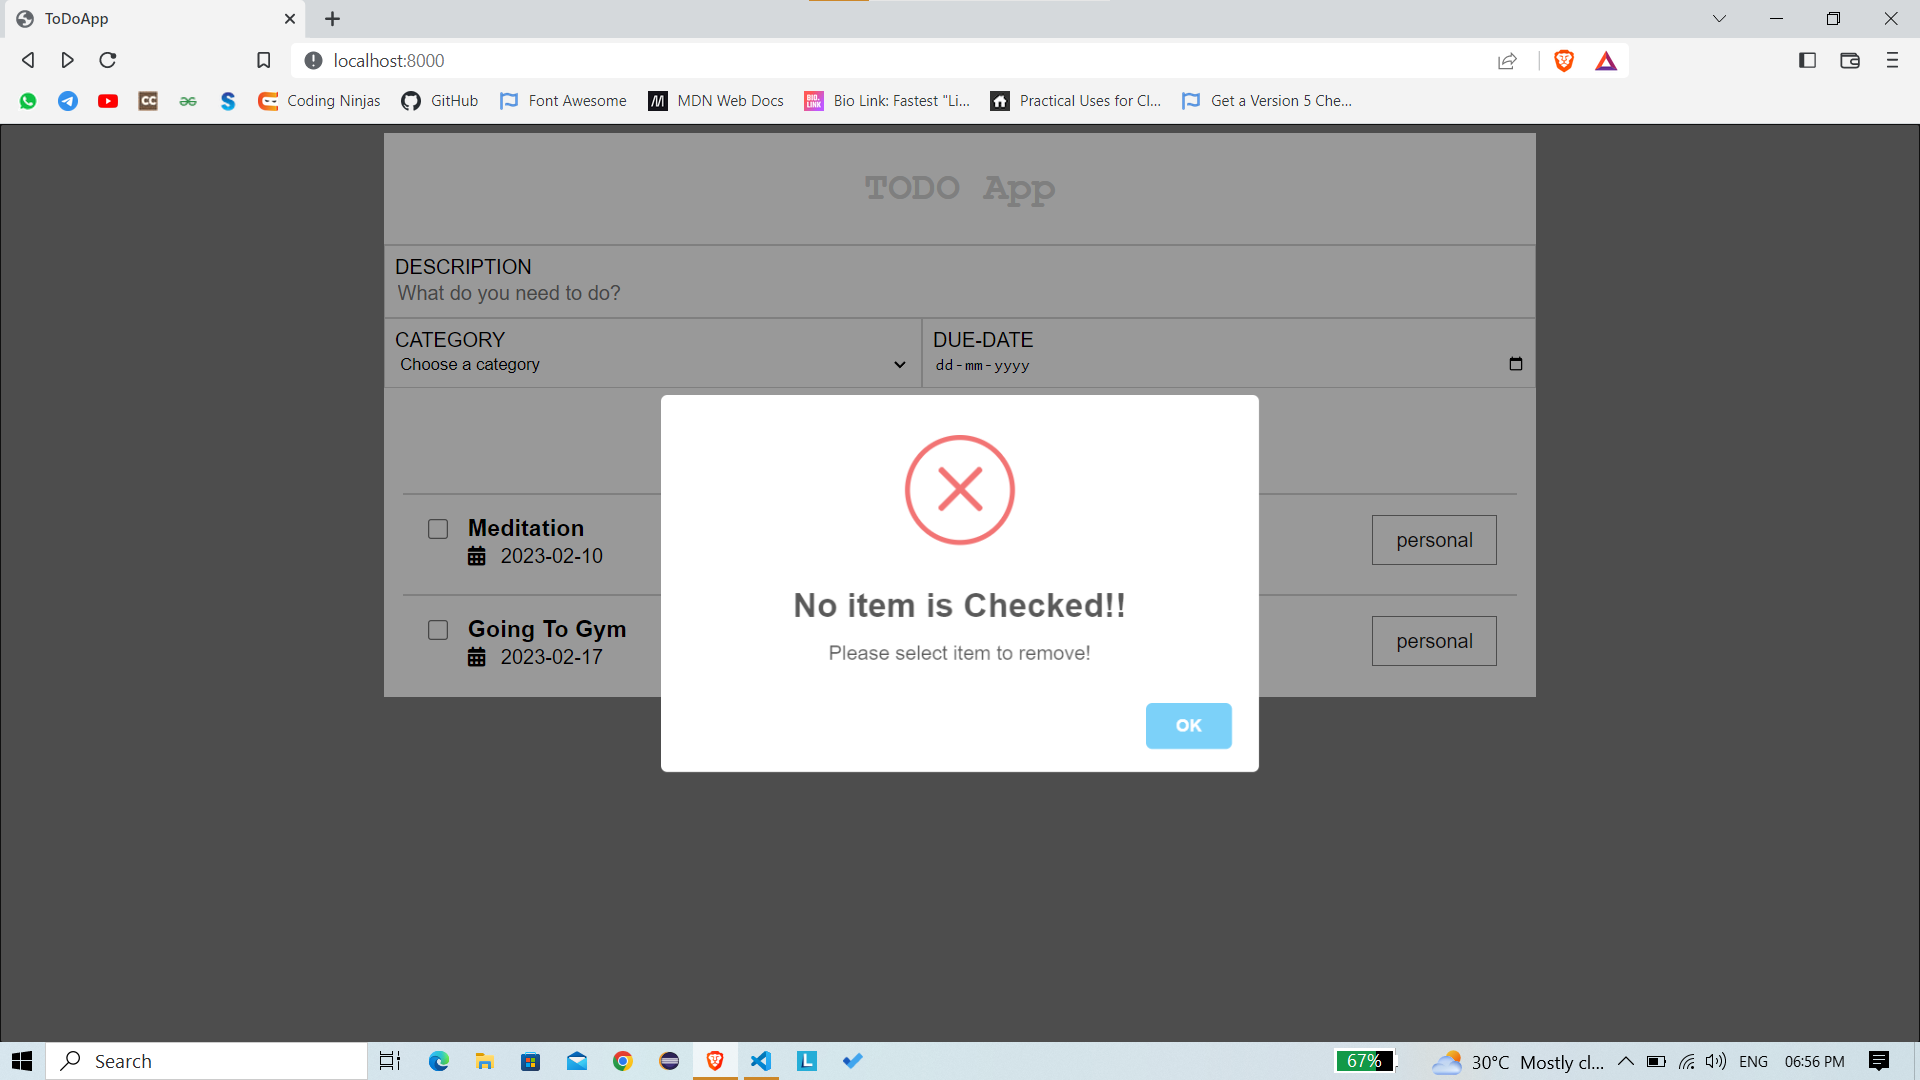 ToDoApp
localhost:8000
CC
S
Coding Ninjas
GitHub
Font Awesome
M
MDN Web Docs
BIO.
LINK
Bio Link: Fastest "Li...
Practical Uses for Cl...
Get a Version 5 Che...
TODO App
DESCRIPTION
What do you need to do?
CATEGORY
Choose a category
DUE-DATE
dd-mm-yyyy
No item is Checked!!
Please select item to remove!
OK
Meditation
2023-02-10
personal
Going To Gym
2023-02-17
personal
Search
L
67%
30°C Mostly cl...
ENG
06:56 PM